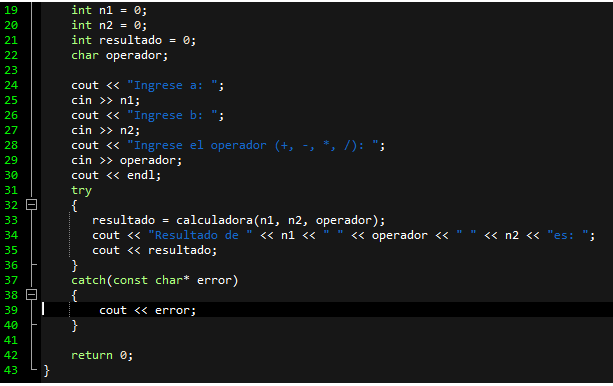 19 int n1 = 0;
20 int n2 = 0;
21 int resultado = 0;
22 char operador;
23
24 cout << "Ingrese a: ";
25 cin >> n1;
26 cout << "Ingrese b: ";
27 cin >> n2;
28 cout << "Ingrese el operador (+, -, *, /): ";
29 cin >> operador;
30 cout << endl;
31 try
32 {
33 resultado = calculadora(n1, n2, operador);
34 cout << "Resultado de " << n1 << " " << operador << " " << n2 << "es: ";
35 cout << resultado;
36 }
37 catch(const char* error)
38 {
39 cout << error;
40 }
41
42 return 0;
43 }